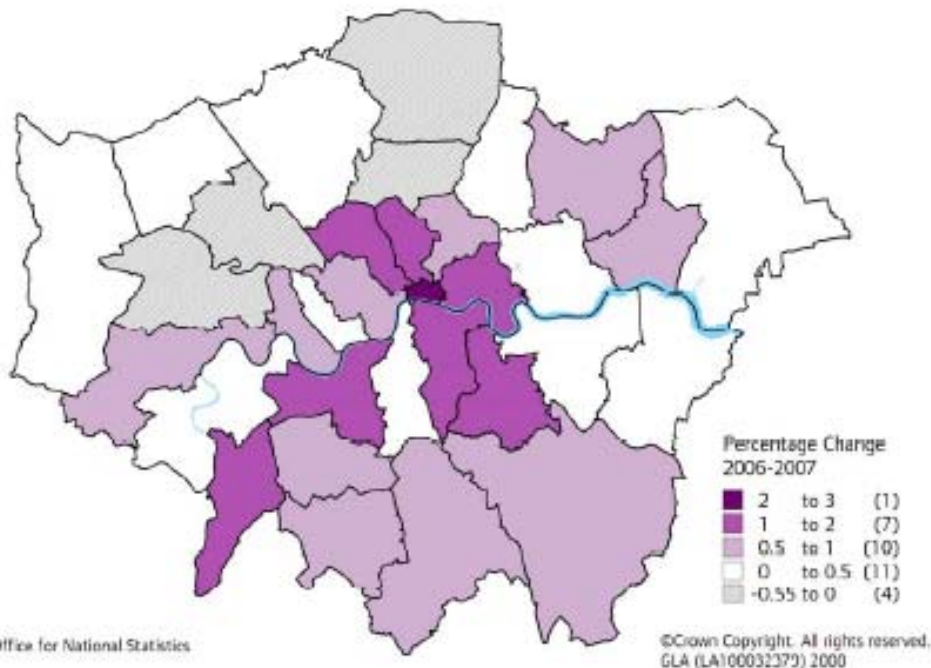 Percentage Change
2006-2007
2 to 3 (1)
1 to 2 (7)
0.5 to 1 (10)
0 to 0.5 (11)
-0.55 to 0 (4)
ffice for National Statistics
©Crown Copyright. All rights reserved.
GLA (LA100032379) 2008